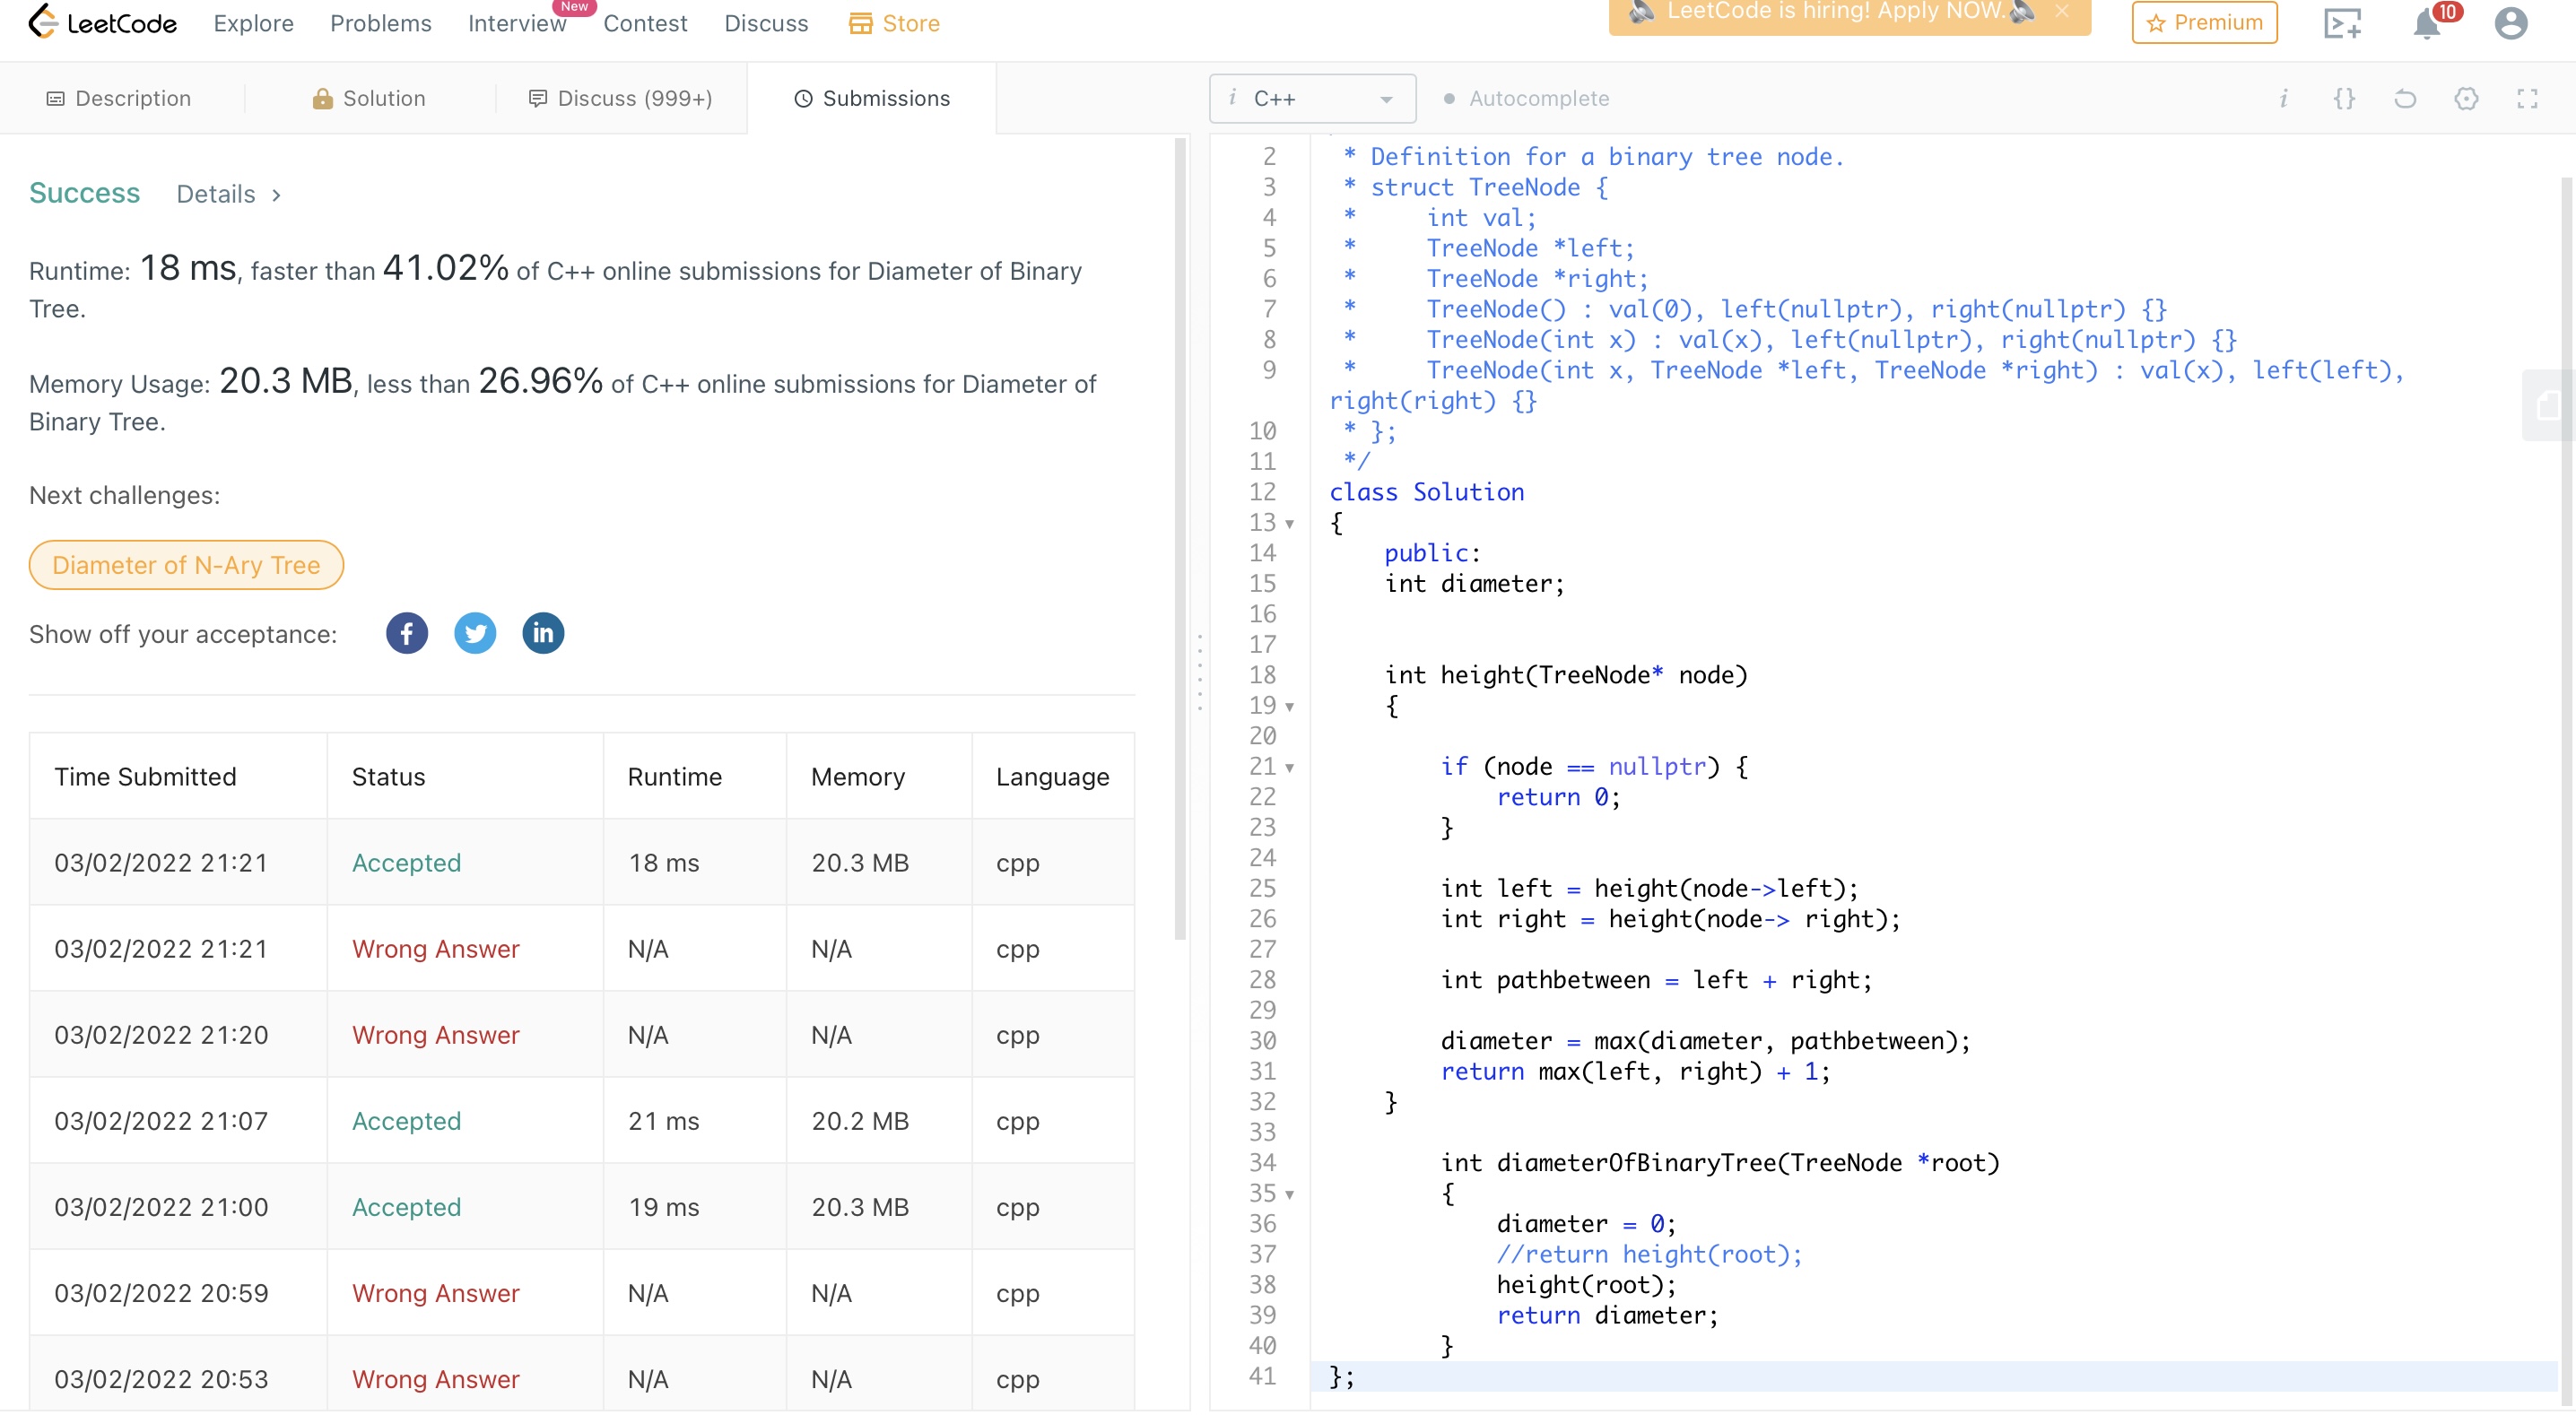 LeetCode Explore Problems Interview New Contest Discuss Store LeetCode is hiring! Apply NOW. Premium 10
Description Solution Discuss (999+) Submissions
Success Details
Runtime: 18 ms, faster than 41.02% of C++ online submissions for Diameter of Binary
Tree.
Memory Usage: 20.3 MB, less than 26.96% of C++ online submissions for Diameter of
Binary Tree.
Next challenges:
Diameter of N-Ary Tree
Show off your acceptance:
Time Submitted Status Runtime Memory Language
03/02/2022 21:21 Accepted 18 ms 20.3 MB cpp
03/02/2022 21:21 Wrong Answer N/A N/A cpp
03/02/2022 21:20 Wrong Answer N/A N/A cpp
03/02/2022 21:07 Accepted 21 ms 20.2 MB cpp
03/02/2022 21:00 Accepted 19 ms 20.3 MB cpp
03/02/2022 20:59 Wrong Answer N/A N/A cpp
03/02/2022 20:53 Wrong Answer N/A N/A cpp
i C++ Autocomplete i {}
2 * Definition for a binary tree node.
3 * struct TreeNode {
4 *     int val;
5 *     TreeNode *left;
6 *     TreeNode *right;
7 *     TreeNode() : val(0), left(nullptr), right(nullptr) {}
8 *     TreeNode(int x) : val(x), left(nullptr), right(nullptr) {}
9 *     TreeNode(int x, TreeNode *left, TreeNode *right) : val(x), left(left),
right(right) {}
10 * };
11 */
12 class Solution
13 {
14     public:
15     int diameter;
16
17
18     int height(TreeNode* node)
19     {
20
21         if (node == nullptr) {
22             return 0;
23         }
24
25         int left = height(node->left);
26         int right = height(node-> right);
27
28         int pathbetween = left + right;
29
30         diameter = max(diameter, pathbetween);
31         return max(left, right) + 1;
32     }
33
34         int diameterOfBinaryTree(TreeNode *root)
35         {
36             diameter = 0;
37             //return height(root);
38             height(root);
39             return diameter;
40         }
41 };